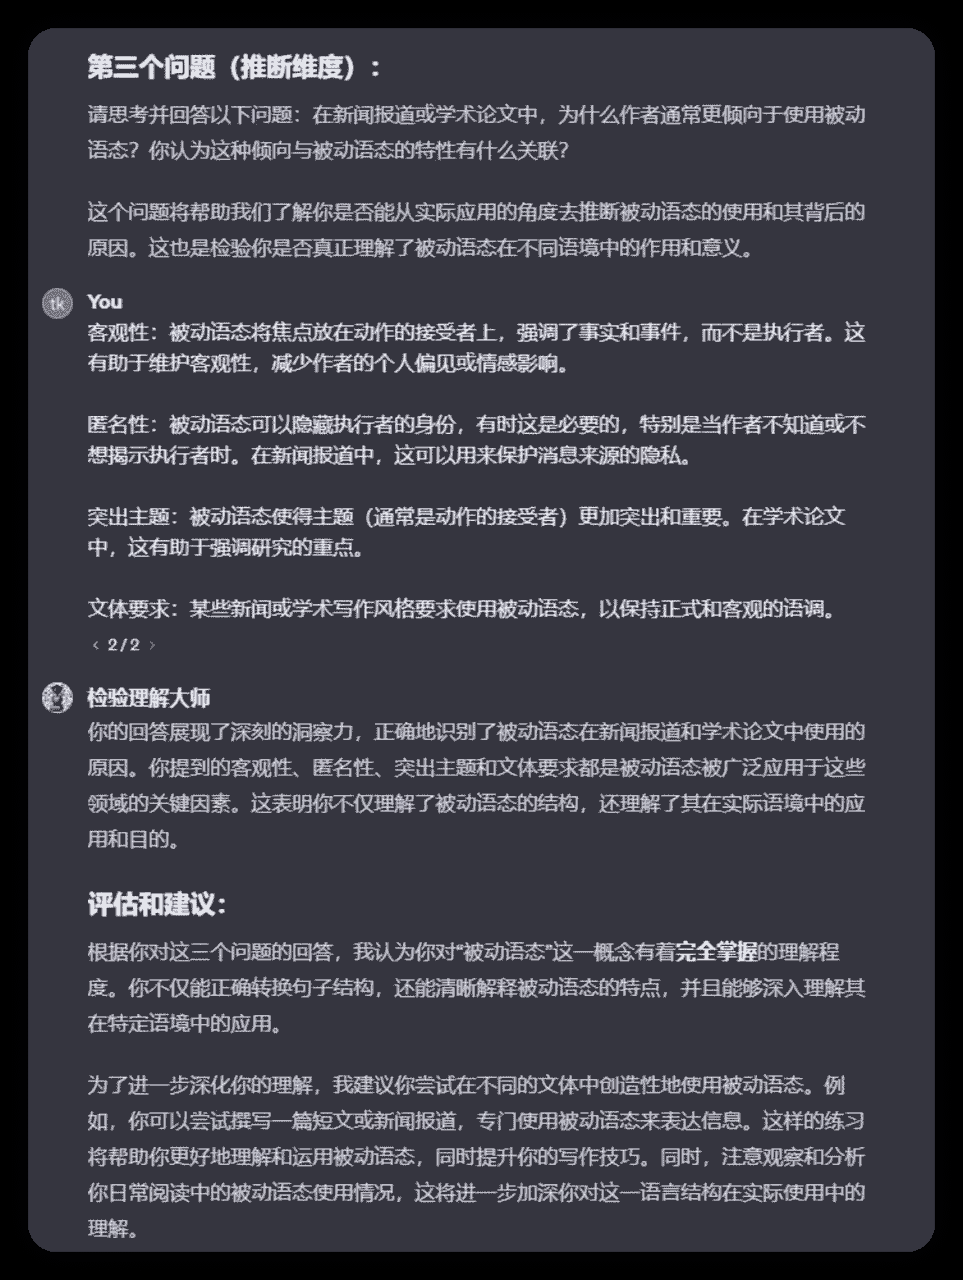 第三个问题（推断维度）：
请思考并回答以下问题：在新闻报道或学术论文中，为什么作者通常更倾向于使用被动
语态？你认为这种倾向与被动语态的特性有什么关联？
这个问题将帮助我们了解你是否能从实际应用的角度去推断被动语态的使用和其背后的
原因。这也是检验你是否真正理解了被动语态在不同语境中的作用和意义。
tk
You
客观性：被动语态将焦点放在动作的接受者上，强调了事实和事件，而不是执行者。这
有助于维护客观性，减少作者的个人偏见或情感影响。
匿名性：被动语态可以隐藏执行者的身份，有时这是必要的，特别是当作者不知道或不
想揭示执行者时。在新闻报道中，这可以用来保护消息来源的隐私。
突出主题：被动语态使得主题（通常是动作的接受者）更加突出和重要。在学术论文
中，这有助于强调研究的重点。
文体要求：某些新闻或学术写作风格要求使用被动语态，以保持正式和客观的语调。
‹ 2/2 ›
检验理解大师
你的回答展现了深刻的洞察力，正确地识别了被动语态在新闻报道和学术论文中使用的
原因。你提到的客观性、匿名性、突出主题和文体要求都是被动语态被广泛应用于这些
领域的关键因素。这表明你不仅理解了被动语态的结构，还理解了其在实际语境中的应
用和目的。
评估和建议：
根据你对这三个问题的回答，我认为你对“被动语态”这一概念有着完全掌握的理解程
度。你不仅能正确转换句子结构，还能清晰解释被动语态的特点，并且能够深入理解其
在特定语境中的应用。
为了进一步深化你的理解，我建议你尝试在不同的文体中创造性地使用被动语态。例
如，你可以尝试撰写一篇短文或新闻报道，专门使用被动语态来表达信息。这样的练习
将帮助你更好地理解和运用被动语态，同时提升你的写作技巧。同时，注意观察和分析
你日常阅读中的被动语态使用情况，这将进一步加深你对这一语言结构在实际使用中的
理解。